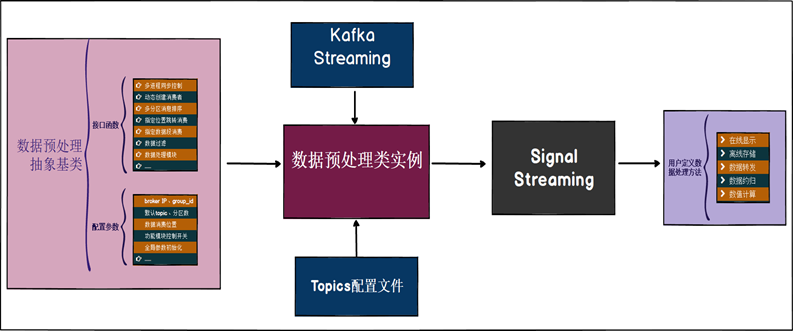 数据预处理
抽象基类
接口函数
多进程同步控制
动态创建消费者
多分区消息排序
指定位置跳转消费
指定数据段消费
数据过滤
数据处理模块
......
配置参数
broker IP、group_id
默认topic、分区数
数据消费位置
功能模块控制开关
全局参数初始化
......
Kafka
Streaming
数据预处理类实例
Topics配置文件
Signal
Streaming
用户定义数
据处理方法
在线显示
离线存储
数据转发
数据约归
数值计算